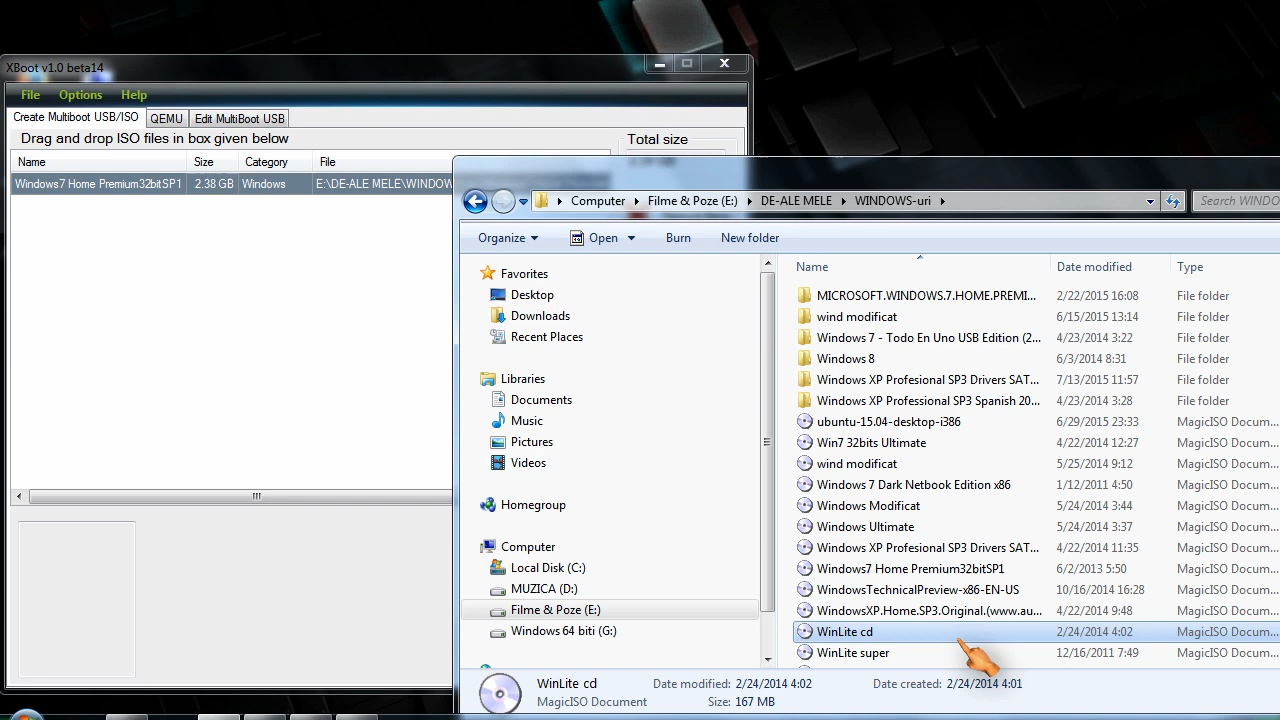 XBoot v1.0 beta14
File Options Help
Create Multiboot USB/ISO QEMU Edit MultiBoot USB
Drag and drop ISO files in box given below
Total size
Name Size Category File
Windows7 Home Premium32bitSP1 2.38 GB Windows E:\DE-ALE MELE\WINDOW
Computer Filme & Poze (E:) DE-ALE MELE WINDOWS-uri
Search WINDO
Organize Open Burn New folder
Favorites
Desktop
Downloads
Recent Places
Libraries
Documents
Music
Pictures
Videos
Homegroup
Computer
Local Disk (C:)
MUZICA (D:)
Filme & Poze (E:)
Windows 64 biti (G:)
Name Date modified Type
MICROSOFT.WINDOWS.7.HOME.PREMI... 2/22/2015 16:08 File folder
wind modificat 6/15/2015 13:14 File folder
Windows 7 - Todo En Uno USB Edition (2... 4/23/2014 3:22 File folder
Windows 8 6/3/2014 8:31 File folder
Windows XP Profesional SP3 Drivers SAT... 7/13/2015 11:57 File folder
Windows XP Professional SP3 Spanish 20... 4/23/2014 3:28 File folder
ubuntu-15.04-desktop-i386 6/29/2015 23:33 MagicISO Docum...
Win7 32bits Ultimate 4/22/2014 12:27 MagicISO Docum...
wind modificat 5/25/2014 9:12 MagicISO Docum...
Windows 7 Dark Netbook Edition x86 1/12/2011 4:50 MagicISO Docum...
Windows Modificat 5/24/2014 3:44 MagicISO Docum...
Windows Ultimate 5/24/2014 3:37 MagicISO Docum...
Windows XP Profesional SP3 Drivers SAT... 4/22/2014 11:35 MagicISO Docum...
Windows7 Home Premium32bitSP1 6/2/2013 5:50 MagicISO Docum...
WindowsTechnicalPreview-x86-EN-US 10/16/2014 16:28 MagicISO Docum...
WindowsXP.Home.SP3.Original.(www.au... 4/22/2014 9:48 MagicISO Docum...
WinLite cd 2/24/2014 4:02 MagicISO Docum...
WinLite super 12/16/2011 7:49 MagicISO Docum...
WinLite cd Date modified: 2/24/2014 4:02 Date created: 2/24/2014 4:01
MagicISO Document Size: 167 MB